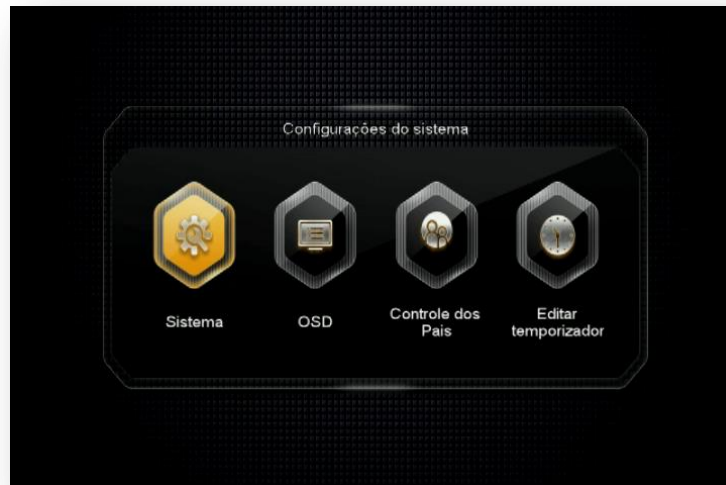 Configurações do sistema
Sistema
OSD
Controle dos
Pais
Editar
temporizador